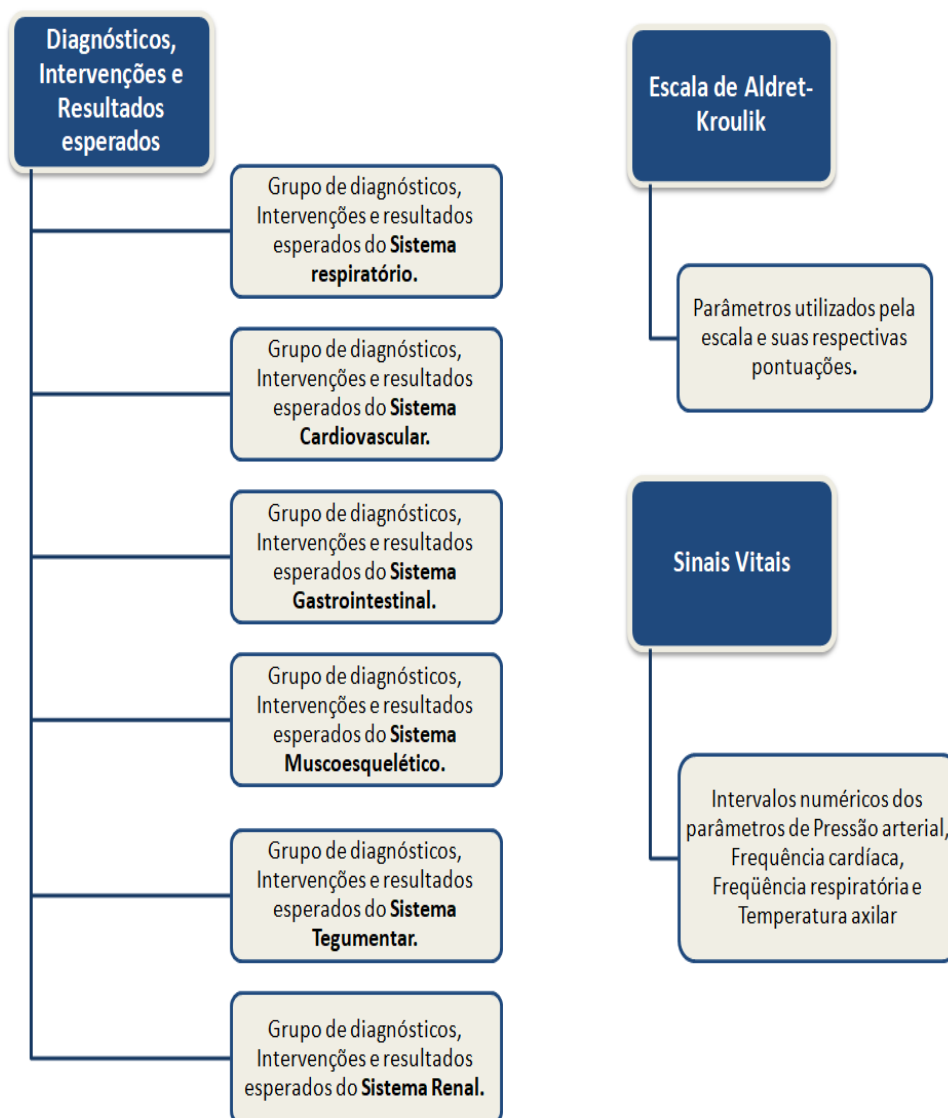 Diagnósticos,
Intervenções e
Resultados
esperados
Grupo de diagnósticos,
Intervenções e resultados
esperados do Sistema
respiratório.
Grupo de diagnósticos,
Intervenções e resultados
esperados do Sistema
Cardiovascular.
Grupo de diagnósticos,
Intervenções e resultados
esperados do Sistema
Gastrointestinal.
Grupo de diagnósticos,
Intervenções e resultados
esperados do Sistema
Muscoesquelético.
Grupo de diagnósticos,
Intervenções e resultados
esperados do Sistema
Tegumentar.
Grupo de diagnósticos,
Intervenções e resultados
esperados do Sistema Renal.
Escala de Aldret-
Kroulik
Parâmetros utilizados pela
escala e suas respectivas
pontuações.
Sinais Vitais
Intervalos numéricos dos
parâmetros de Pressão arterial,
Frequência cardíaca,
Freqüência respiratória e
Temperatura axilar